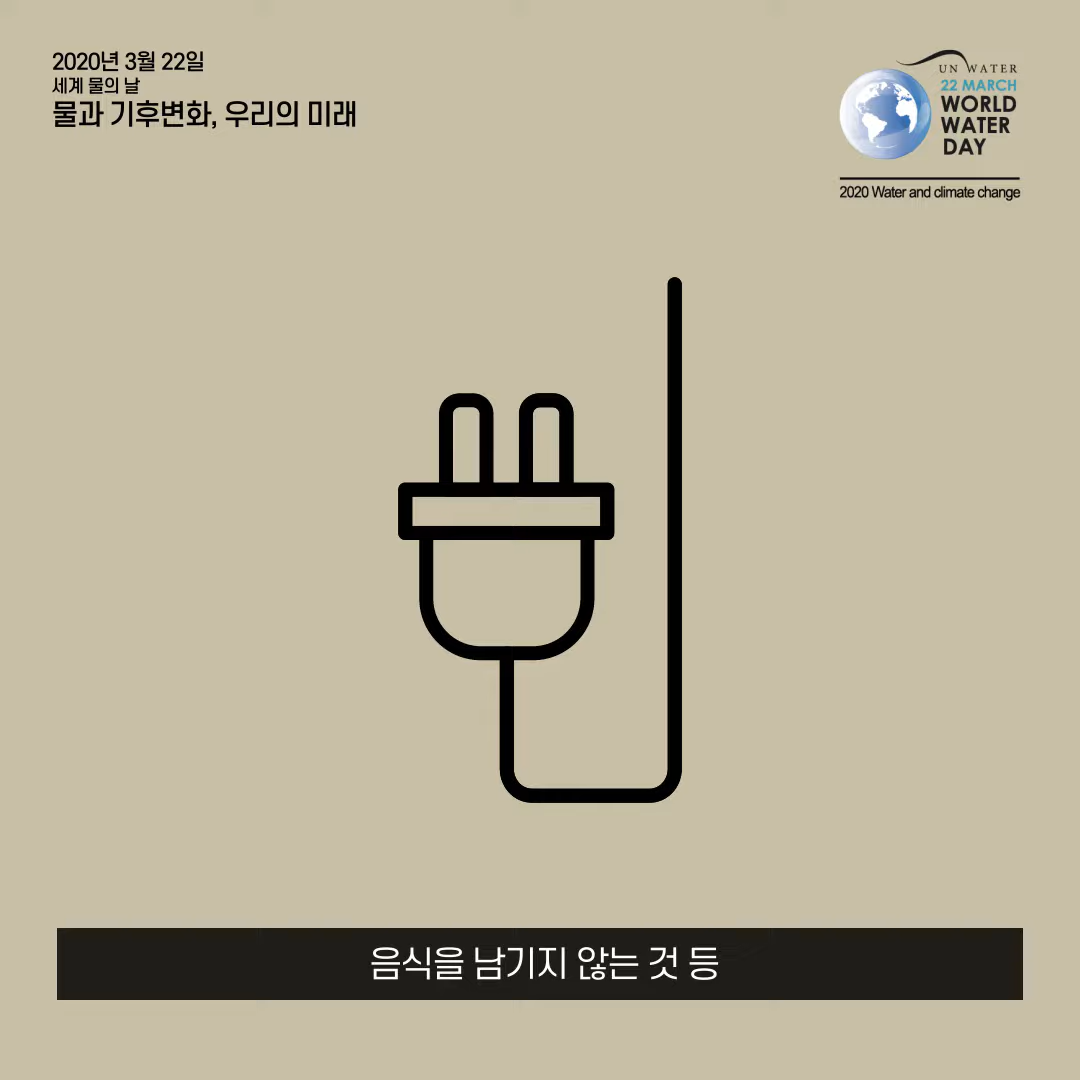 2020년 3월 22일
세계 물의 날
물과 기후변화, 우리의 미래
UN WATER
22 MARCH
WORLD
WATER
DAY
2020 Water and climate change
음식을 남기지 않는 것 등